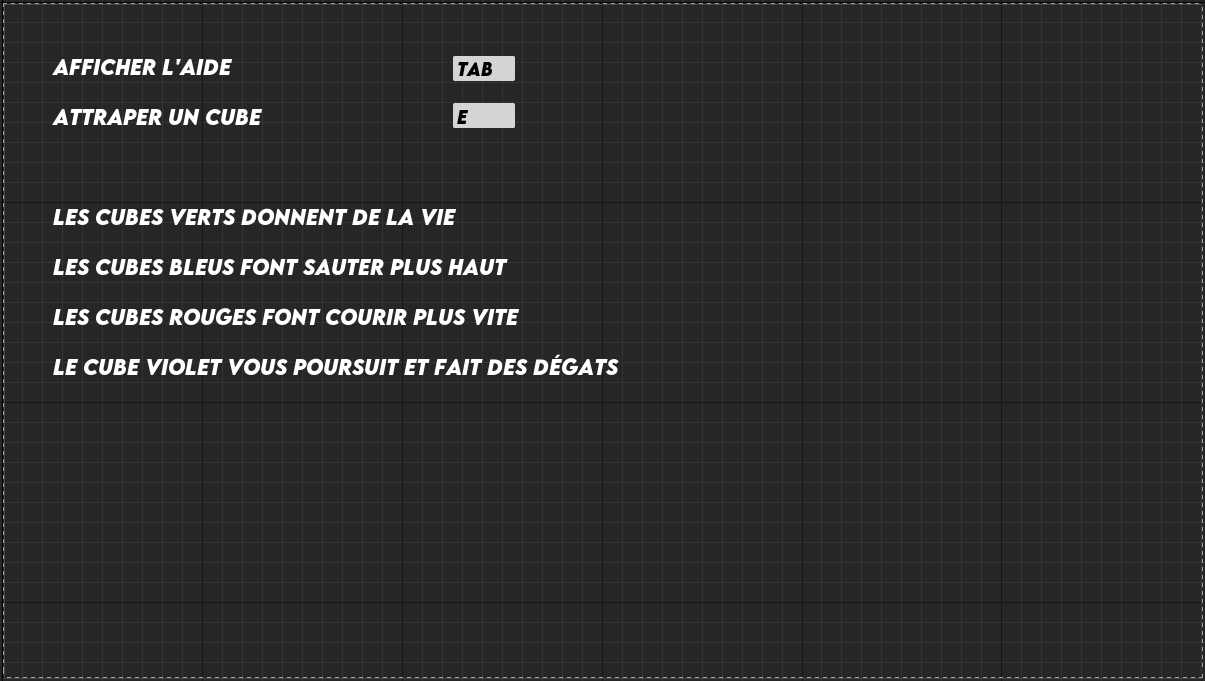 AFFICHER L'AIDE TAB
ATTRAPER UN CUBE E
LES CUBES VERTS DONNENT DE LA VIE
LES CUBES BLEUS FONT SAUTER PLUS HAUT
LES CUBES ROUGES FONT COURIR PLUS VITE
LE CUBE VIOLET VOUS POURSUIT ET FAIT DES DÉGATS